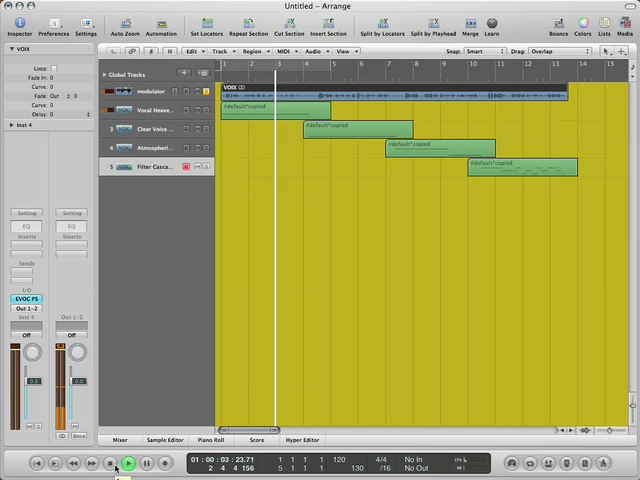 Untitled – Arrange
Inspector Preferences Settings Auto Zoom Automation Set Locators Repeat Section Cut Section Insert Section Split by Locators Split by Playhead Merge Learn Bounce Colors Lists Media
VOIX
Edit Track Region MIDI Audio View Snap: Smart Drag: Overlap
Loop:
Fade In: 0
Curve: 0
Fade: Out 0
Curve: 0
Delay: 0
Inst 4
Global Tracks
1 2 3 4 5 6 7 8 9 10 11 12 13 14 15
modulator I R M S
VOIX
Vocal Heave... R M S
#default*copied
3 Clear Voice ... R M S
#default*copied
4 Atmospheri... R M S
#default*copied
5 Filter Casca... R M S
#default*copied
Setting Setting
EQ EQ
Inserts Inserts
Sends
I/O
EVOC PS
Out 1-2
Inst 4 Out 1-2
Off Off
5.2
0.0 0.0
M S M
Bnce
Mixer Sample Editor Piano Roll Score Hyper Editor
01 : 00 : 03 : 23.71 1 1 1 1 120 4/4 No In CPU
2 4 4 156 5 1 1 1 130 /16 No Out